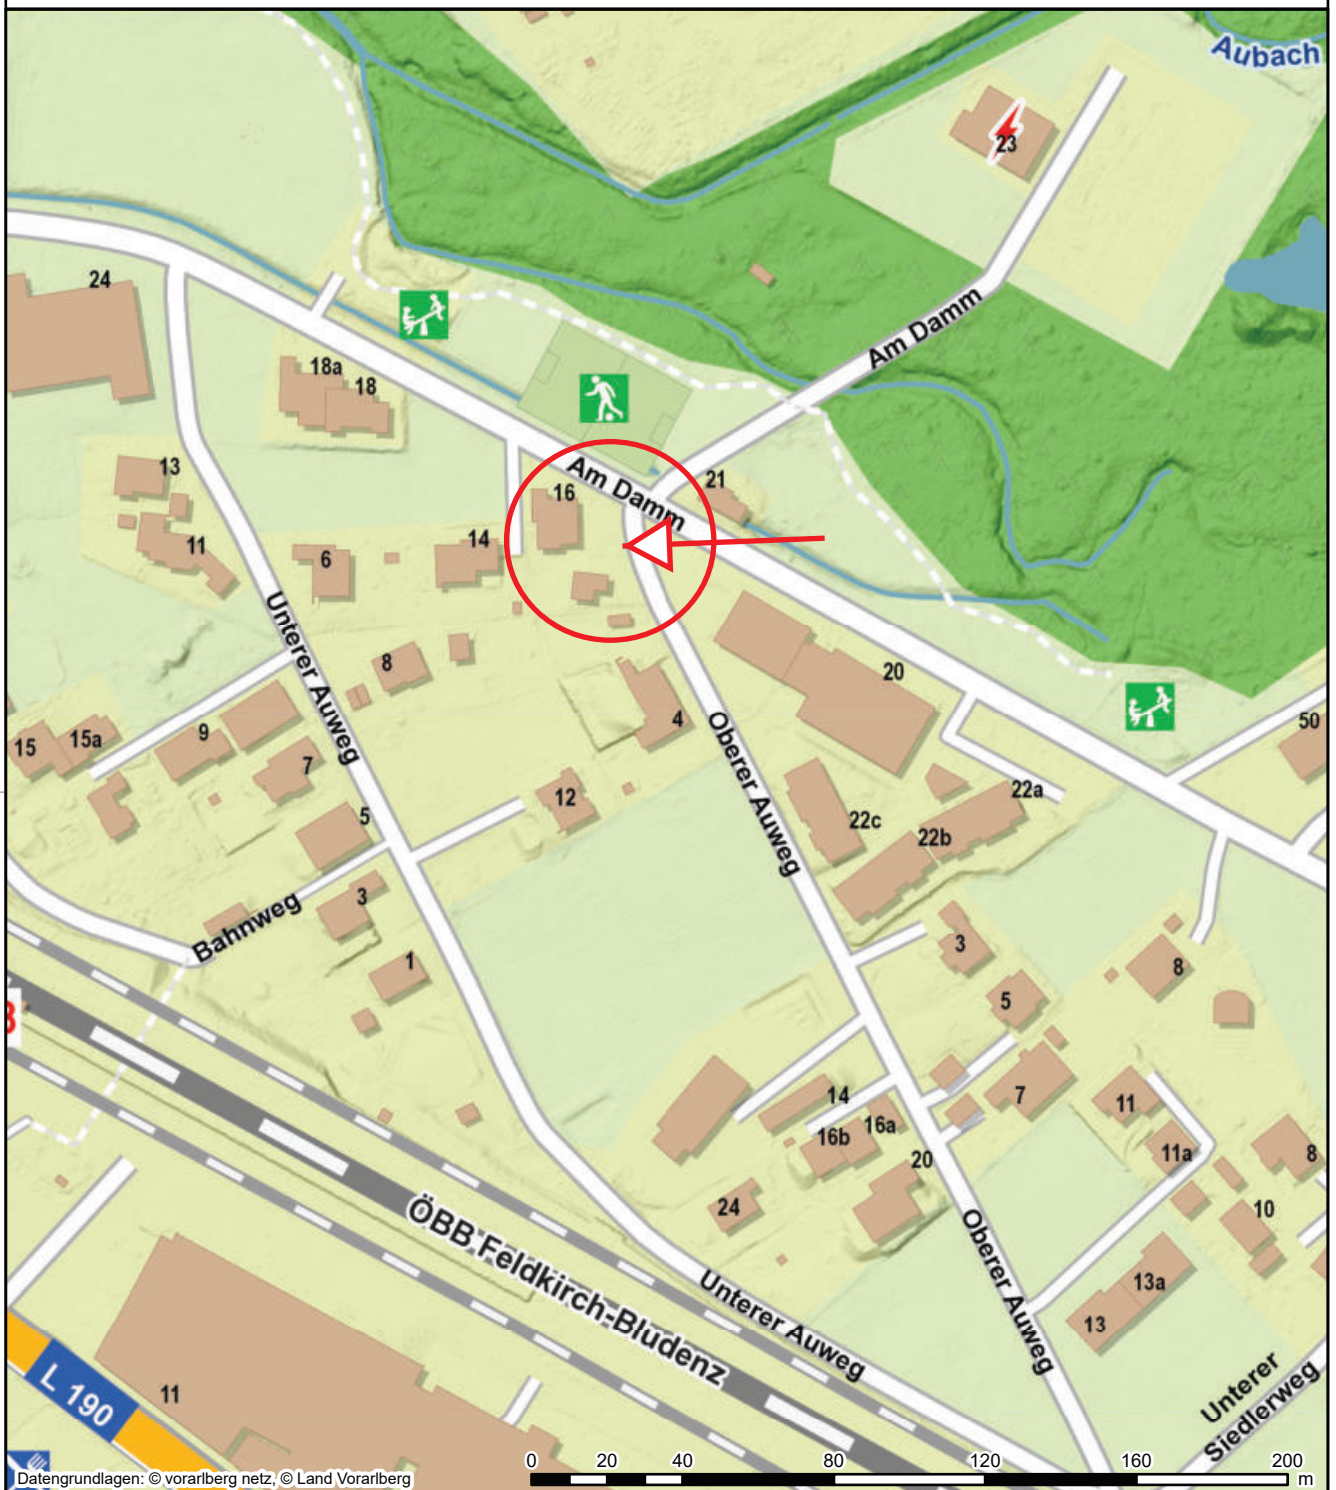 Aubach
23
24
Am Damm
18a
18
13
16
Am Damm
21
11
6
14
Unterer Auweg
8
20
4
15
15a
9
7
Oberer Auweg
50
12
22a
5
22c
22b
3
Bahnweg
1
3
8
5
14
7
11
16b
16a
11a
20
8
24
10
ÖBB Feldkirch-Bludenz
Oberer Auweg
Unterer Auweg
13a
13
L 190
11
Unterer
Siedlerweg
0 20 40 80 120 160 200
m
Datengrundlagen: © vorarlberg netz, © Land Vorarlberg